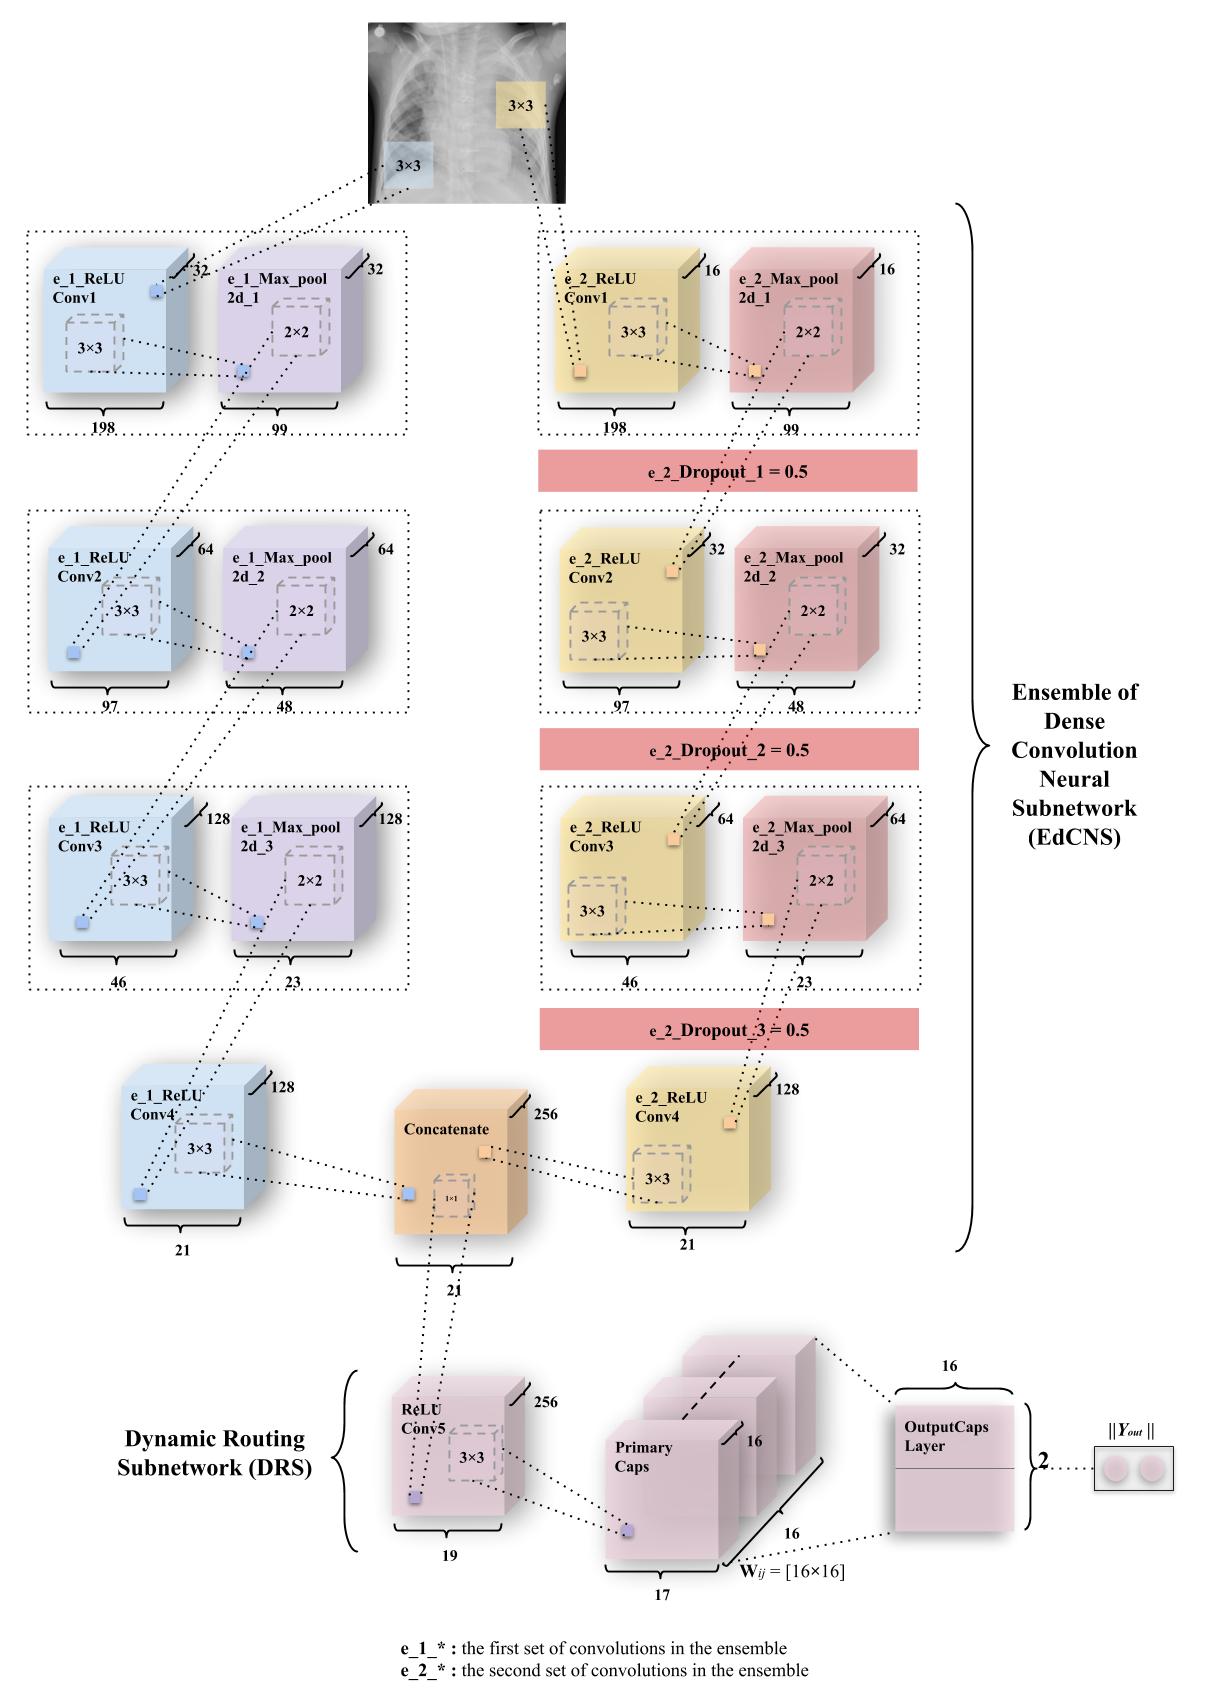 3×3
3×3
e_1_ReLU
Conv1
32
3×3
198
e_1_Max_pool
2d_1
32
2×2
99
e_2_ReLU
Conv1
16
3×3
198
e_2_Max_pool
2d_1
16
2×2
99
e_2_Dropout_1 = 0.5
e_1_ReLU
Conv2
64
3×3
97
e_1_Max_pool
2d_2
64
2×2
48
e_2_ReLU
Conv2
32
3×3
97
e_2_Max_pool
2d_2
32
2×2
48
e_2_Dropout_2 = 0.5
e_1_ReLU
Conv3
128
3×3
46
e_1_Max_pool
2d_3
128
2×2
23
e_2_ReLU
Conv3
64
3×3
46
e_2_Max_pool
2d_3
64
2×2
23
e_2_Dropout_3 = 0.5
e_1_ReLU
Conv4
128
3×3
21
Concatenate
256
1×1
21
e_2_ReLU
Conv4
128
3×3
21
Ensemble of
Dense
Convolution
Neural
Subnetwork
(EdCNS)
Dynamic Routing
Subnetwork (DRS)
ReLU
Conv5
256
3×3
19
Primary
Caps
16
16
17
Wij = [16×16]
16
OutputCaps
Layer
2
||Yout ||
e_1_* : the first set of convolutions in the ensemble
e_2_* : the second set of convolutions in the ensemble